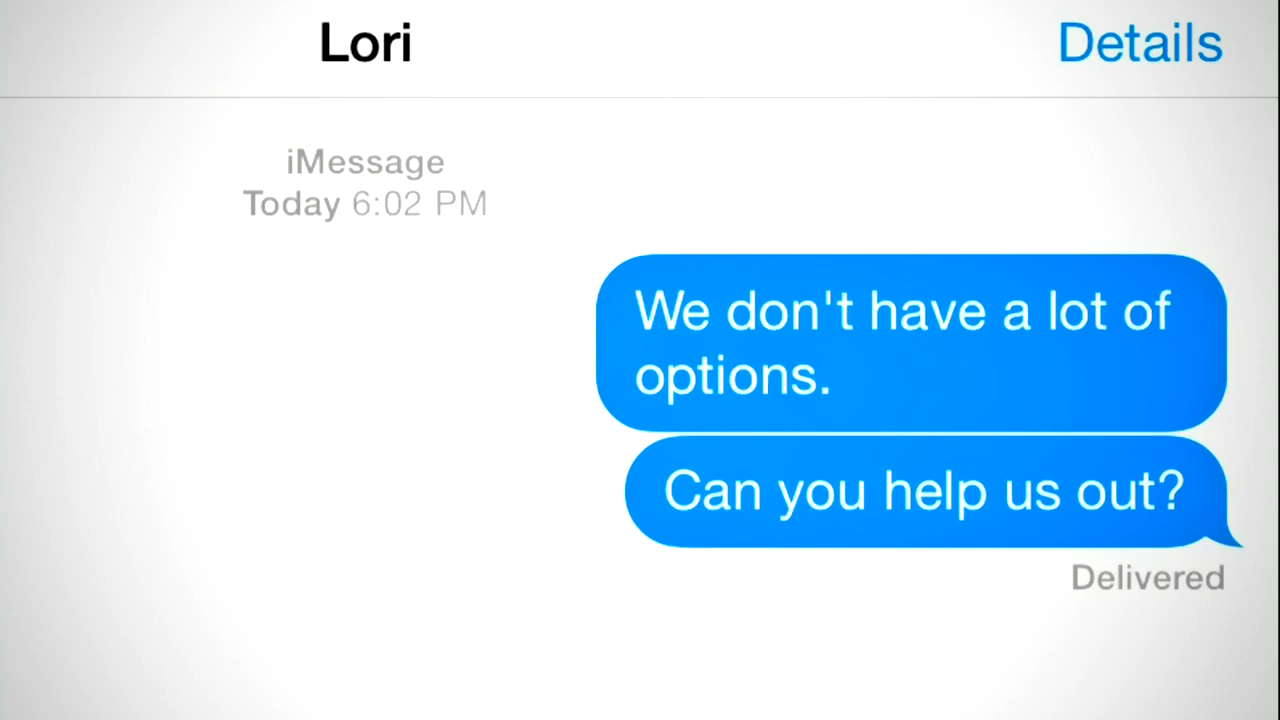 Lori
Details
iMessage
Today 6:02 PM
We don't have a lot of
options.
Can you help us out?
Delivered